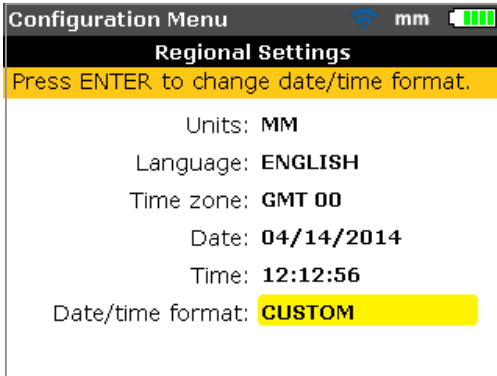 Configuration Menu mm
Regional Settings
Press ENTER to change date/time format.
Units: MM
Language: ENGLISH
Time zone: GMT 00
Date: 04/14/2014
Time: 12:12:56
Date/time format: CUSTOM